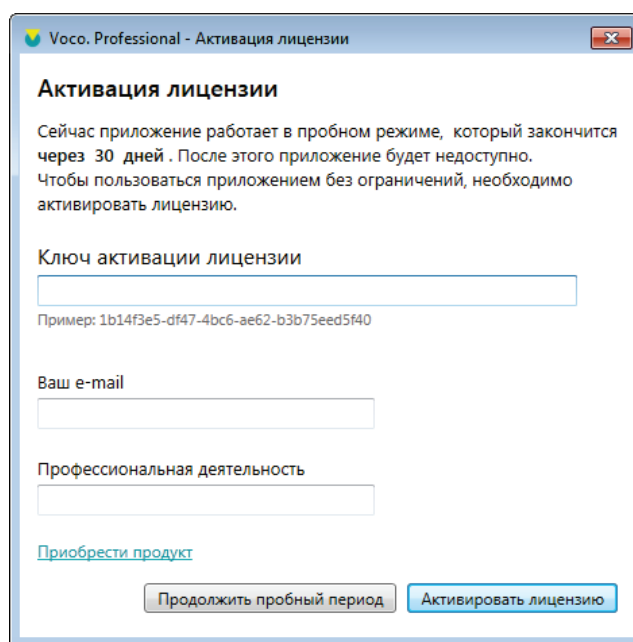 Voco. Professional - Активация лицензии
Активация лицензии
Сейчас приложение работает в пробном режиме, который закончится
через 30 дней . После этого приложение будет недоступно.
Чтобы пользоваться приложением без ограничений, необходимо
активировать лицензию.
Ключ активации лицензии
Пример: 1b14f3e5-df47-4bc6-ae62-b3b75eed5f40
Ваш e-mail
Профессиональная деятельность
Приобрести продукт
Продолжить пробный период Активировать лицензию